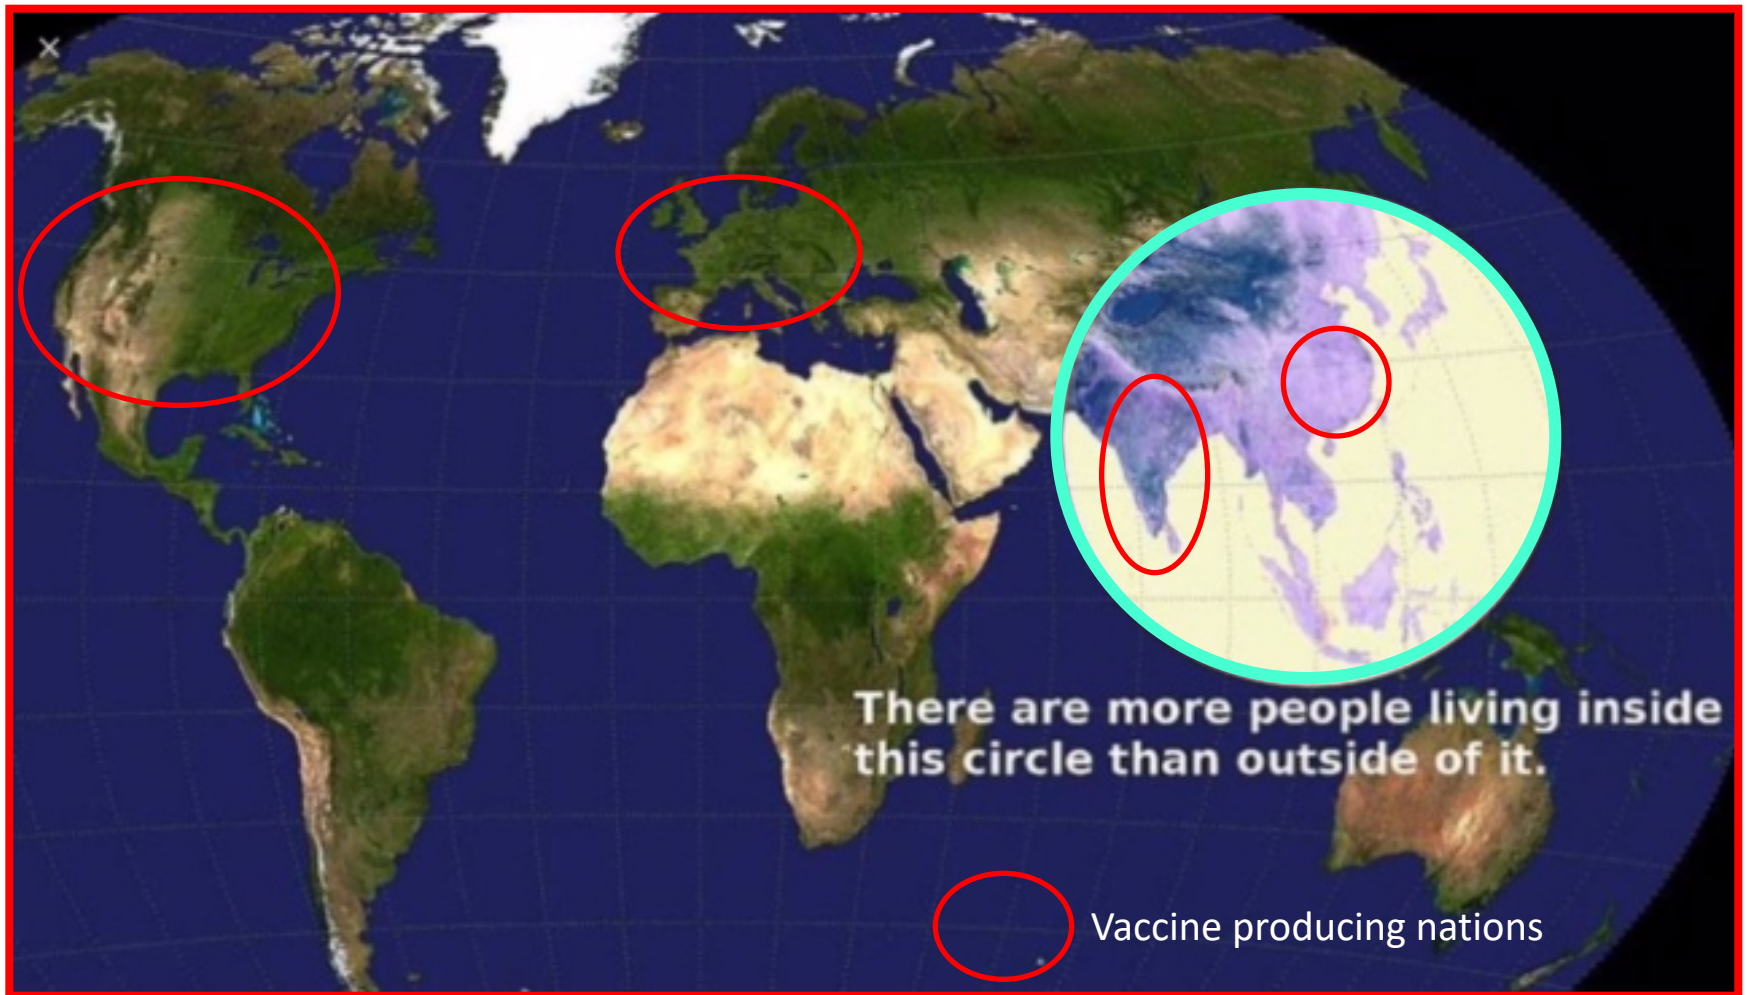 There are more people living inside
this circle than outside of it.
Vaccine producing nations